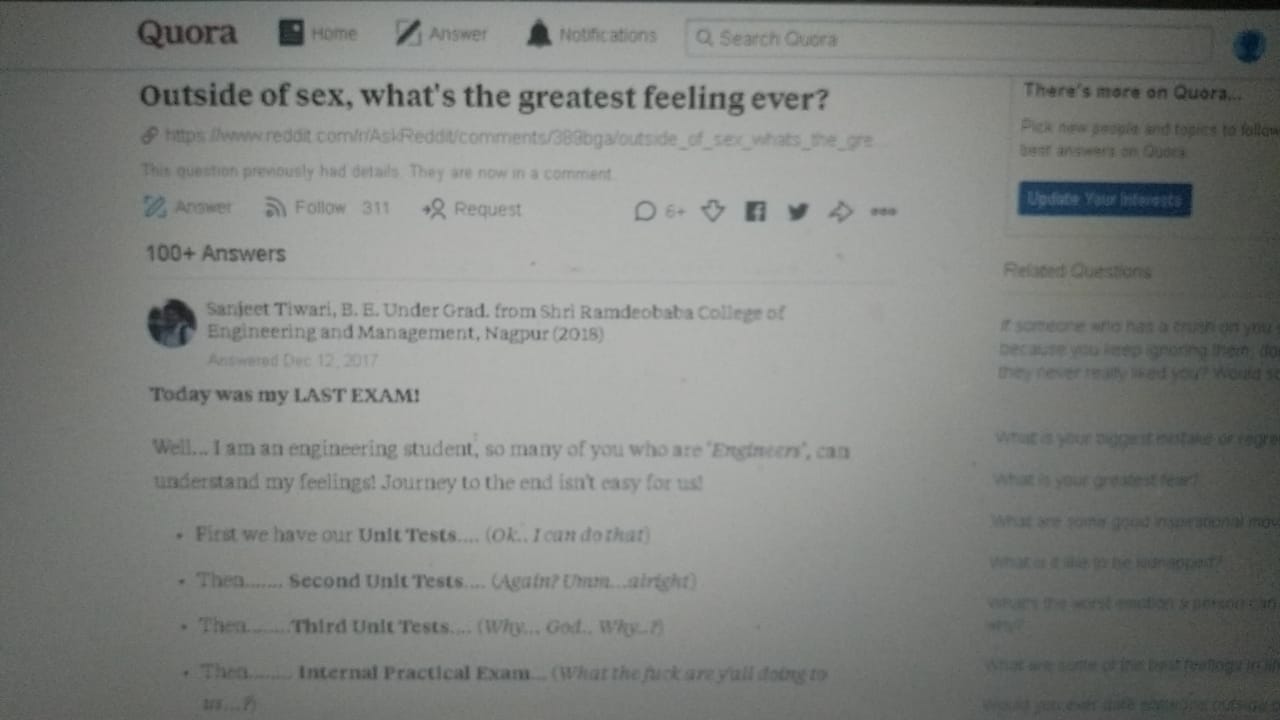 Quora Home Answer Notifications Search Quora
Outside of sex, what's the greatest feeling ever?
https://www.reddit.com/r/AskReddit/comments/389bga/outside_of_sex_whats_the_gre...
This question previously had details. They are now in a comment.
Answer Follow 311 Request 6+
100+ Answers
Sanjeet Tiwari, B. E. Under Grad. from Shri Ramdeobaba College of
Engineering and Management, Nagpur (2018)
Answered Dec 12, 2017
Today was my LAST EXAM!
Well... I am an engineering student, so many of you who are "Engineers", can
understand my feelings! Journey to the end isn't easy for us!
• First we have our Unit Tests.... (Ok.. I can do that)
• Then....... Second Unit Tests.... (Again? Umm...alright)
• Then........Third Unit Tests.... (Why... God.. Why..?)
• Then........ Internal Practical Exam... (What the fuck are y'all doing to
us...?)
There's more on Quora...
Pick new people and topics to follow
best answers on Quora.
Update Your Interests
Related Questions
If someone who has a crush on you
because you keep ignoring them, do
they never really liked you? Would
What is your biggest mistake or regre
What is your greatest fear?
What are some good inspirational mov
What is it like to be kidnapped?
What's the worst emotion a person can
why?
What are some of the best feelings in
Would you ever date someone outside